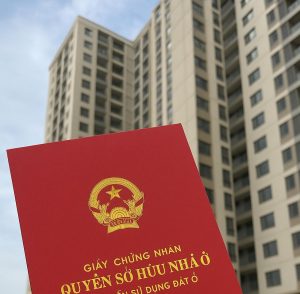 GIẤY CHỨNG NHẬN
QUYỀN SỞ HỮU NHÀ Ở
SỬ DỤNG ĐẤT Ở